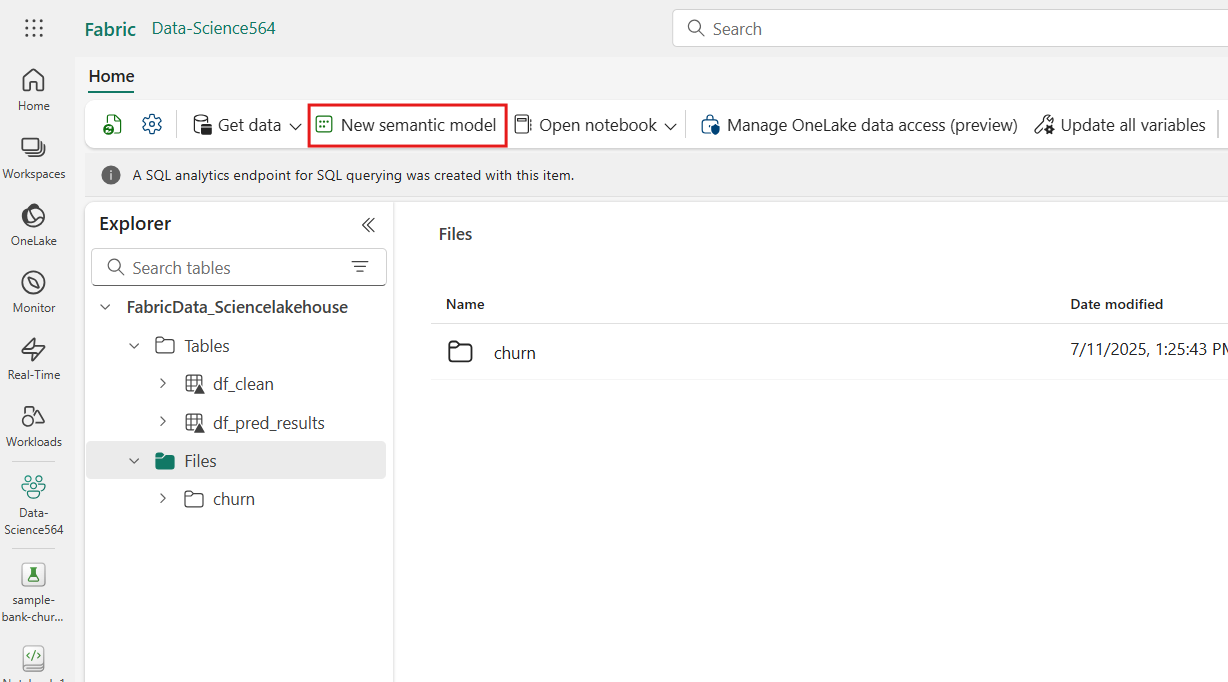 Fabric Data-Science564
Search
Home
Home
Get data
New semantic model
Open notebook
Manage OneLake data access (preview)
Update all variables
Workspaces
OneLake
Monitor
Real-Time
Workloads
Data-
Science564
sample-
bank-chur...
A SQL analytics endpoint for SQL querying was created with this item.
Explorer
Search tables
FabricData_Sciencelakehouse
Tables
df_clean
df_pred_results
Files
churn
Files
Name Date modified
churn 7/11/2025, 1:25:43 PM